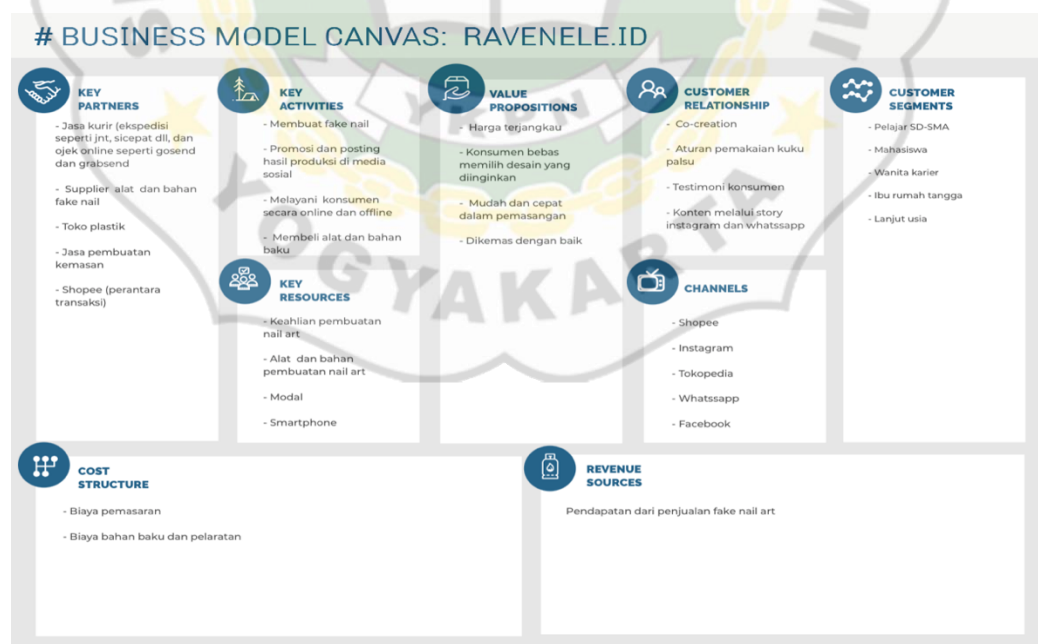 # BUSINESS MODEL CANVAS: RAVENELE.ID
KEY
PARTNERS
- Jasa kurir (ekspedisi
seperti jnt, sicepat dll, dan
ojek online seperti gosend
dan grabsend
- Supplier alat dan bahan
fake nail
- Toko plastik
- Jasa pembuatan
kemasan
- Shopee (perantara
transaksi)
KEY
ACTIVITIES
- Membuat fake nail
- Promosi dan posting
hasil produksi di media
sosial
- Melayani konsumen
secara online dan offline
- Membeli alat dan bahan
baku
KEY
RESOURCES
- Keahlian pembuatan
nail art
- Alat dan bahan
pembuatan nail art
- Modal
- Smartphone
VALUE
PROPOSITIONS
- Harga terjangkau
- Konsumen bebas
memilih desain yang
diinginkan
- Mudah dan cepat
dalam pemasangan
- Dikemas dengan baik
CUSTOMER
RELATIONSHIP
- Co-creation
- Aturan pemakaian kuku
palsu
- Testimoni konsumen
- Konten melalui story
instagram dan whatssapp
CHANNELS
- Shopee
- Instagram
- Tokopedia
- Whatssapp
- Facebook
CUSTOMER
SEGMENTS
- Pelajar SD-SMA
- Mahasiswa
- Wanita karier
- Ibu rumah tangga
- Lanjut usia
COST
STRUCTURE
- Biaya pemasaran
- Biaya bahan baku dan pelaratan
REVENUE
SOURCES
Pendapatan dari penjualan fake nail art
YKPBN
YOGYAKARTA